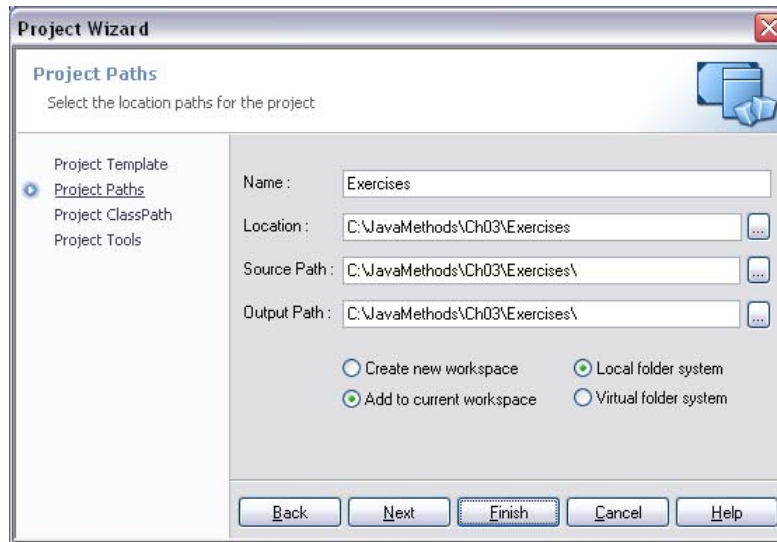 Project Wizard
Project Paths
Select the location paths for the project
Project Template
Project Paths
Project ClassPath
Project Tools
Name :
Exercises
Location :
C:\JavaMethods\Ch03\Exercises
...
Source Path :
C:\JavaMethods\Ch03\Exercises\
...
Output Path :
C:\JavaMethods\Ch03\Exercises\
...
Create new workspace
Local folder system
Add to current workspace
Virtual folder system
Back
Next
Finish
Cancel
Help